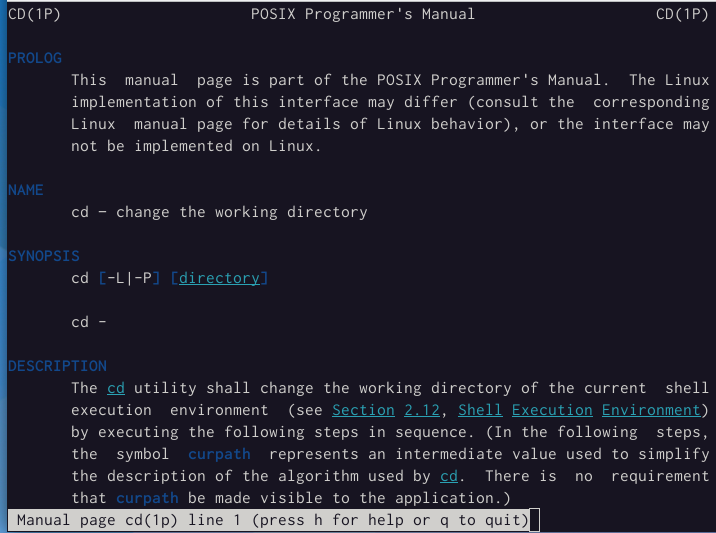 CD(1P) POSIX Programmer's Manual CD(1P)
PROLOG
This manual page is part of the POSIX Programmer's Manual. The Linux
implementation of this interface may differ (consult the corresponding
Linux manual page for details of Linux behavior), or the interface may
not be implemented on Linux.
NAME
cd - change the working directory
SYNOPSIS
cd [-L|-P] [directory]
cd -
DESCRIPTION
The cd utility shall change the working directory of the current shell
execution environment (see Section 2.12, Shell Execution Environment)
by executing the following steps in sequence. (In the following steps,
the symbol curpath represents an intermediate value used to simplify
the description of the algorithm used by cd. There is no requirement
that curpath be made visible to the application.)
Manual page cd(1p) line 1 (press h for help or q to quit)